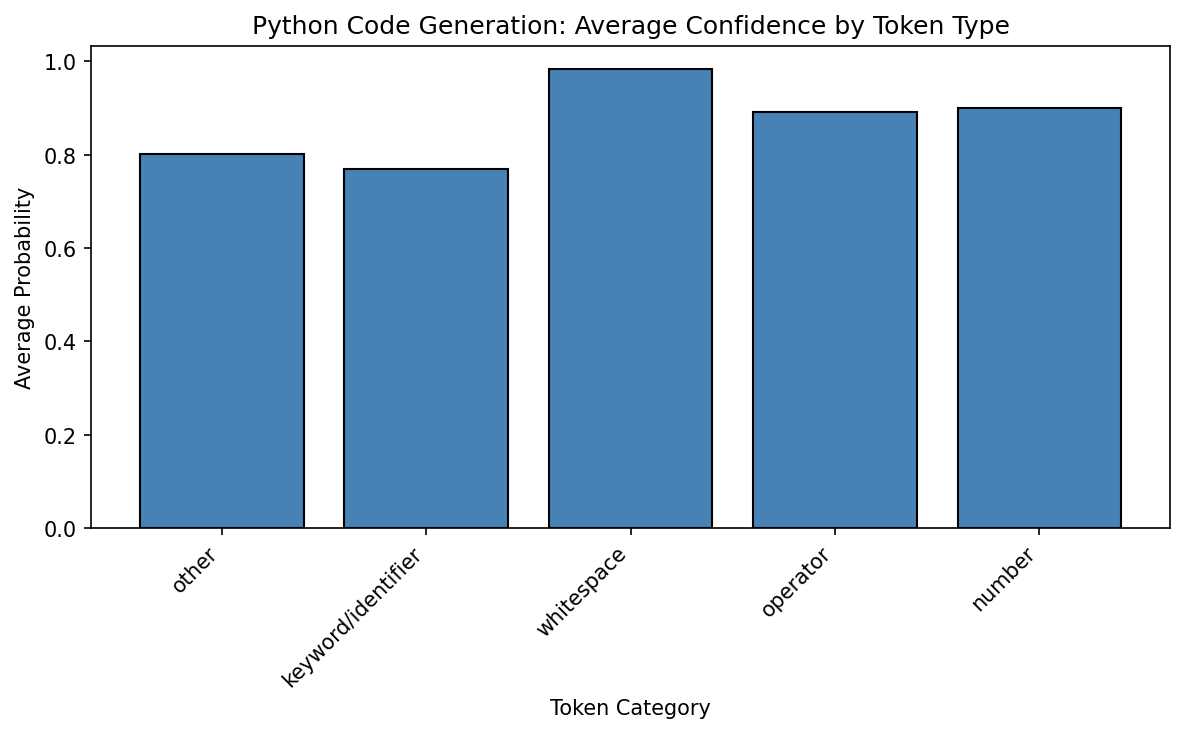 Python Code Generation: Average Confidence by Token Type
Average Probability
1.0
0.8
0.6
0.4
0.2
0.0
other
keyword/identifier
whitespace
operator
number
Token Category